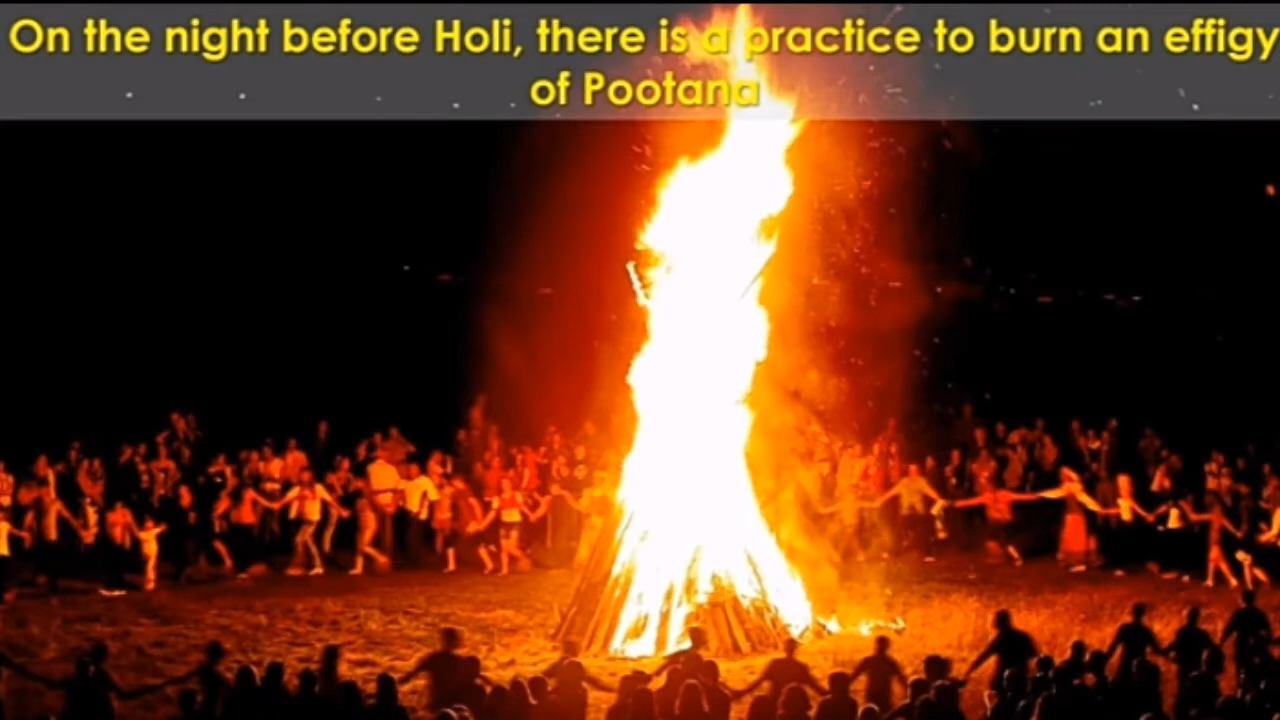 On the night before Holi, there is a practice to burn an effigy
of Pootana